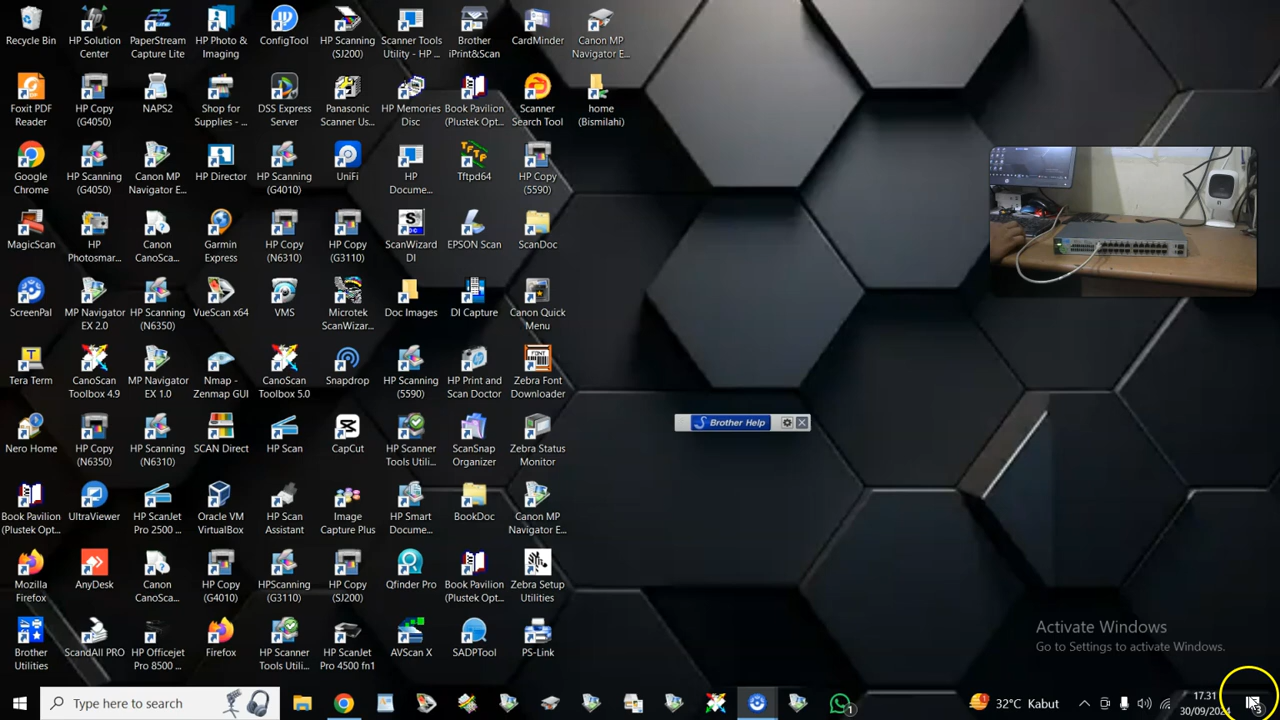 Recycle Bin
HP Solution Center
PaperStream Capture Lite
HP Photo & Imaging
ConfigTool
HP Scanning (SJ200)
Scanner Tools Utility - HP ...
Brother iPrint&Scan
CardMinder
Canon MP Navigator E...
Foxit PDF Reader
HP Copy (G4050)
NAPS2
Shop for Supplies - ...
DSS Express Server
Panasonic Scanner Us...
HP Memories Disc
Book Pavilion (Plustek Opt...
Scanner Search Tool
home (Bismilahi)
Google Chrome
HP Scanning (G4050)
Canon MP Navigator E...
HP Director
HP Scanning (G4010)
UniFi
HP Docume...
Tftpd64
HP Copy (5590)
MagicScan
HP Photosmar...
Canon CanoSca...
Garmin Express
HP Copy (N6310)
HP Copy (G3110)
ScanWizard DI
EPSON Scan
ScanDoc
ScreenPal
MP Navigator EX 2.0
HP Scanning (N6350)
VueScan x64
VMS
Microtek ScanWizar...
Doc Images
DI Capture
Canon Quick Menu
Tera Term
CanoScan Toolbox 4.9
MP Navigator EX 1.0
Nmap - Zenmap GUI
CanoScan Toolbox 5.0
Snapdrop
HP Scanning (5590)
HP Print and Scan Doctor
Zebra Font Downloader
Brother Help
Nero Home
HP Copy (N6350)
HP Scanning (N6310)
SCAN Direct
HP Scan
CapCut
HP Scanner Tools Utili...
ScanSnap Organizer
Zebra Status Monitor
Book Pavilion (Plustek Opt...
UltraViewer
HP ScanJet Pro 2500 ...
Oracle VM VirtualBox
HP Scan Assistant
Image Capture Plus
HP Smart Docume...
BookDoc
Canon MP Navigator E...
Mozilla Firefox
AnyDesk
Canon CanoSca...
HP Copy (G4010)
HPScanning (G3110)
HP Copy (SJ200)
Qfinder Pro
Book Pavilion (Plustek Opt...
Zebra Setup Utilities
Brother Utilities
ScandAll PRO
HP Officejet Pro 8500 ...
Firefox
HP Scanner Tools Utili...
HP ScanJet Pro 4500 fn1
AVScan X
SADPTool
PS-Link
Activate Windows
Go to Settings to activate Windows.
Type here to search
1
32°C Kabut
17.31
30/09/2024
3